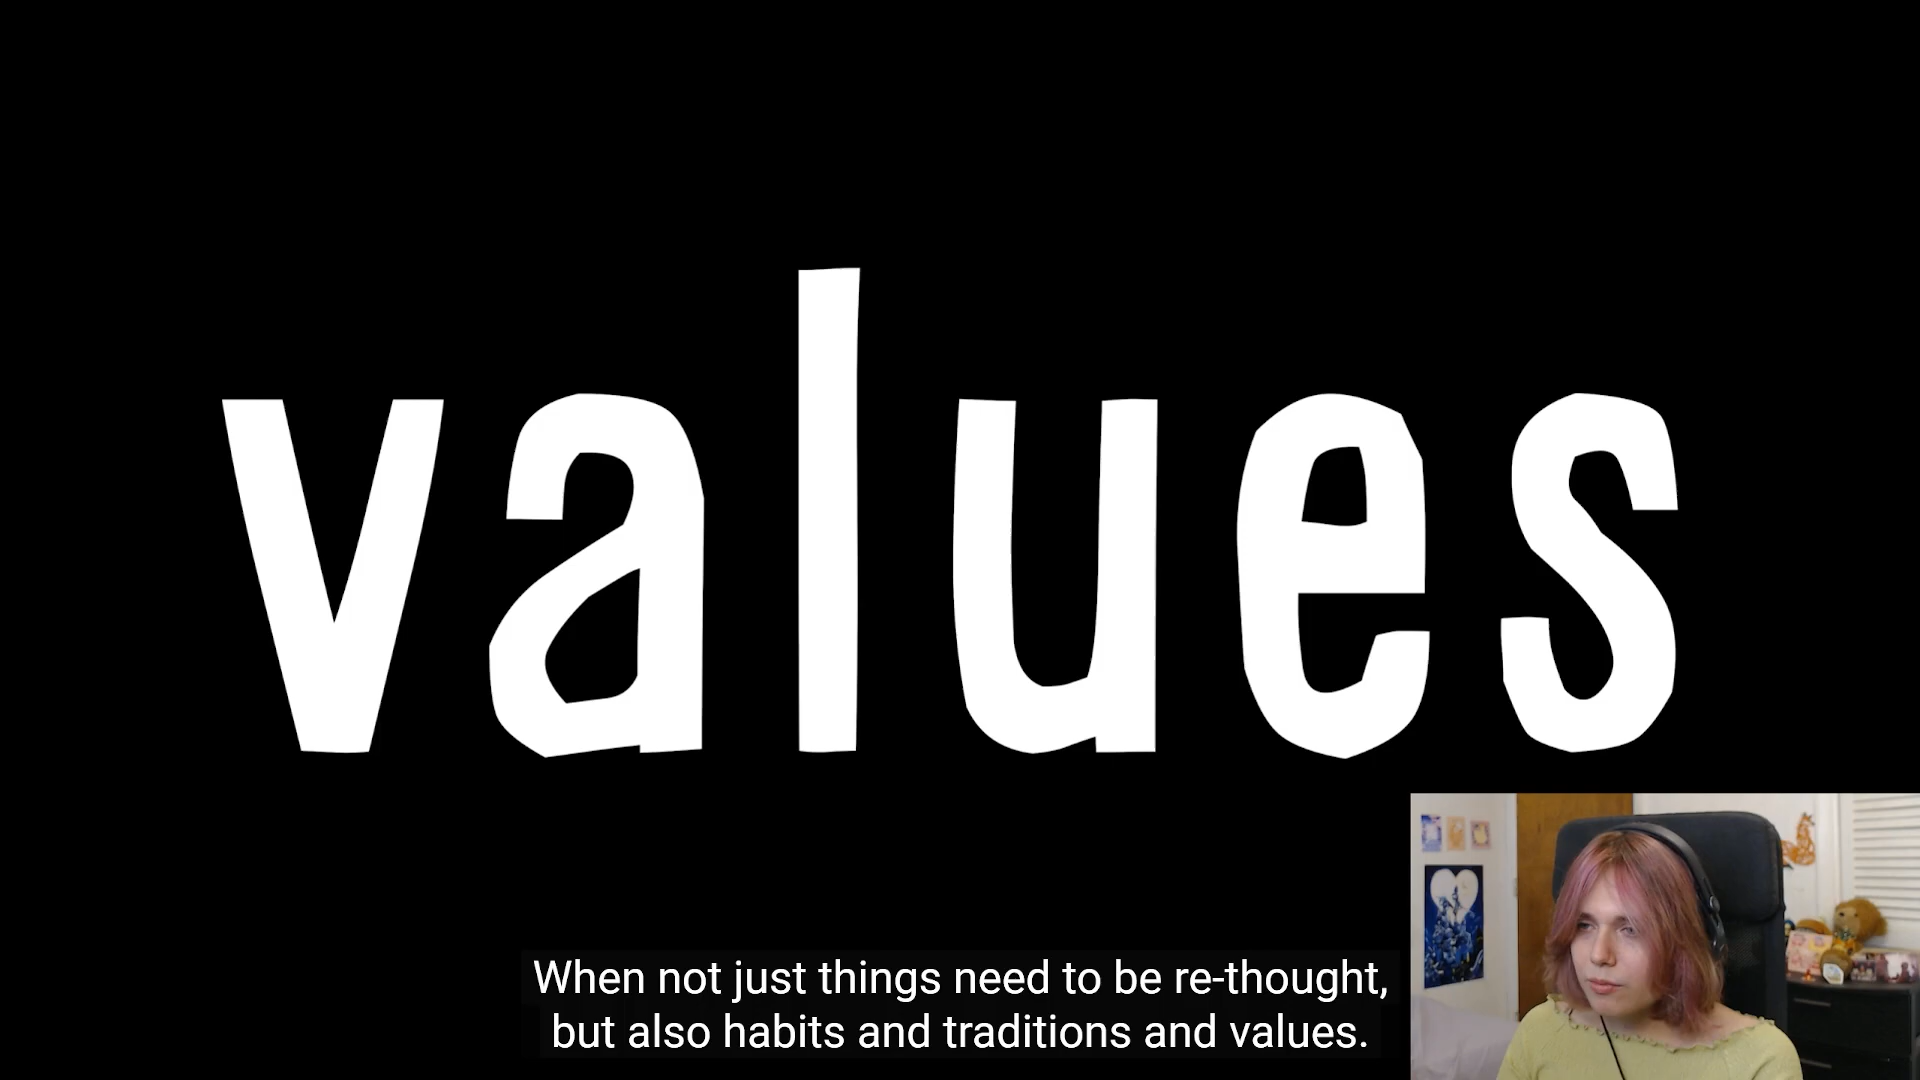 values
When not just things need to be re-thought,
but also habits and traditions and values.